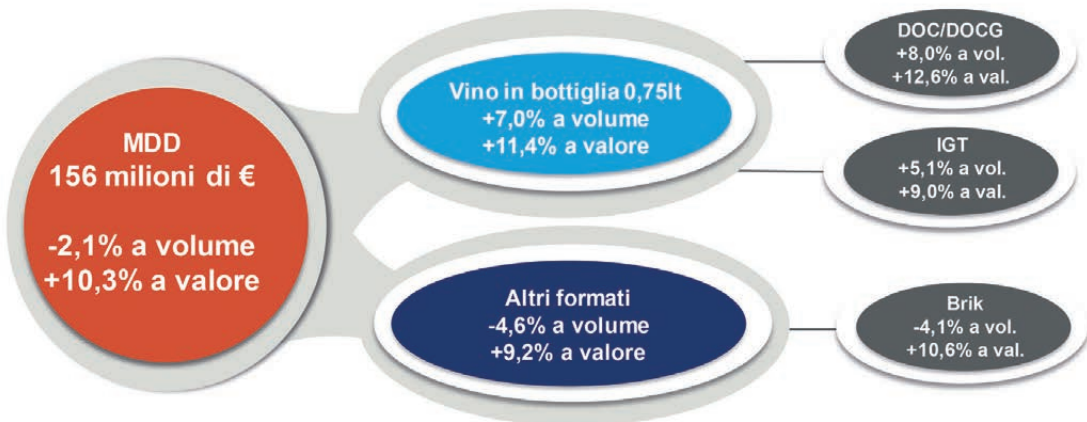 MDD
156 milioni di €
-2,1% a volume
+10,3% a valore
Vino in bottiglia 0,75lt
+7,0% a volume
+11,4% a valore
DOC/DOCG
+8,0% a vol.
+12,6% a val.
IGT
+5,1% a vol.
+9,0% a val.
Altri formati
-4,6% a volume
+9,2% a valore
Brik
-4,1% a vol.
+10,6% a val.